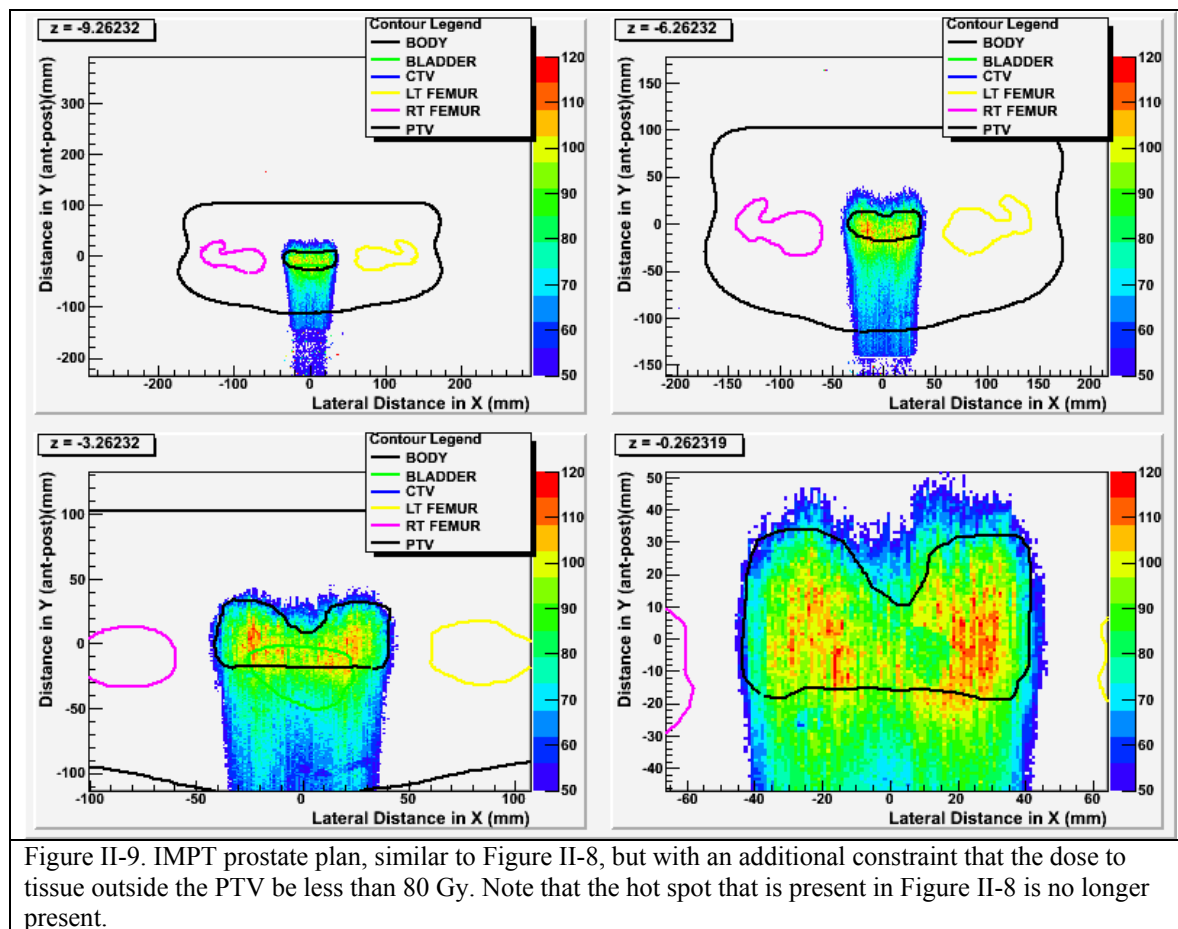 z = -9.26232
Contour Legend
BODY
BLADDER
CTV
LT FEMUR
RT FEMUR
PTV
Distance in Y (ant-post)(mm)
300
200
100
0
-100
-200
-200
-100
0
100
200
Lateral Distance in X (mm)
120
110
100
90
80
70
60
50
z = -6.26232
Contour Legend
BODY
BLADDER
CTV
LT FEMUR
RT FEMUR
PTV
Distance in Y (ant-post)(mm)
150
100
50
0
-50
-100
-150
-200
-150
-100
-50
0
50
100
150
200
Lateral Distance in X (mm)
120
110
100
90
80
70
60
50
z = -3.26232
Contour Legend
BODY
BLADDER
CTV
LT FEMUR
RT FEMUR
PTV
Distance in Y (ant-post)(mm)
100
50
0
-50
-100
-100
-50
0
50
100
Lateral Distance in X (mm)
120
110
100
90
80
70
60
50
z = -0.262319
Distance in Y (ant-post)(mm)
50
40
30
20
10
0
-10
-20
-30
-40
-60
-40
-20
0
20
40
60
Lateral Distance in X (mm)
120
110
100
90
80
70
60
50
Figure II-9. IMPT prostate plan, similar to Figure II-8, but with an additional constraint that the dose to
tissue outside the PTV be less than 80 Gy. Note that the hot spot that is present in Figure II-8 is no longer
present.